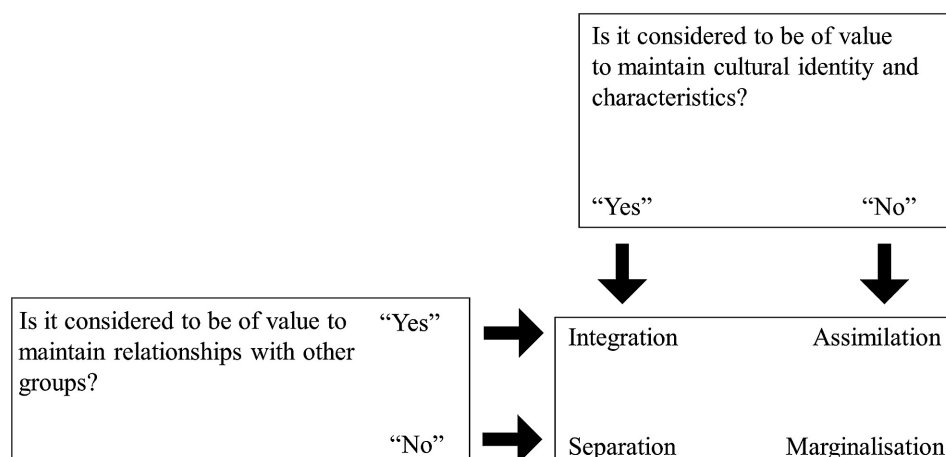 Is it considered to be of value
to maintain cultural identity and
characteristics?
“Yes” “No”
Is it considered to be of value to “Yes”
maintain relationships with other
groups?
“No”
Integration Assimilation
Separation Marginalisation